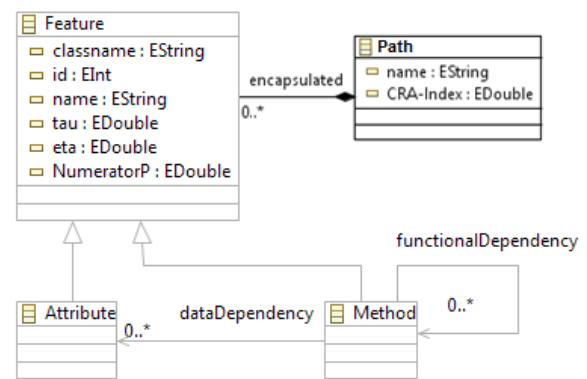 Feature
classname : EString
id : EInt
name : EString
tau : EDouble
eta : EDouble
NumeratorP : EDouble
encapsulated
0..*
Path
name : EString
CRA-Index : EDouble
functionalDependency
0..*
Attribute
0..*
dataDependency
Method